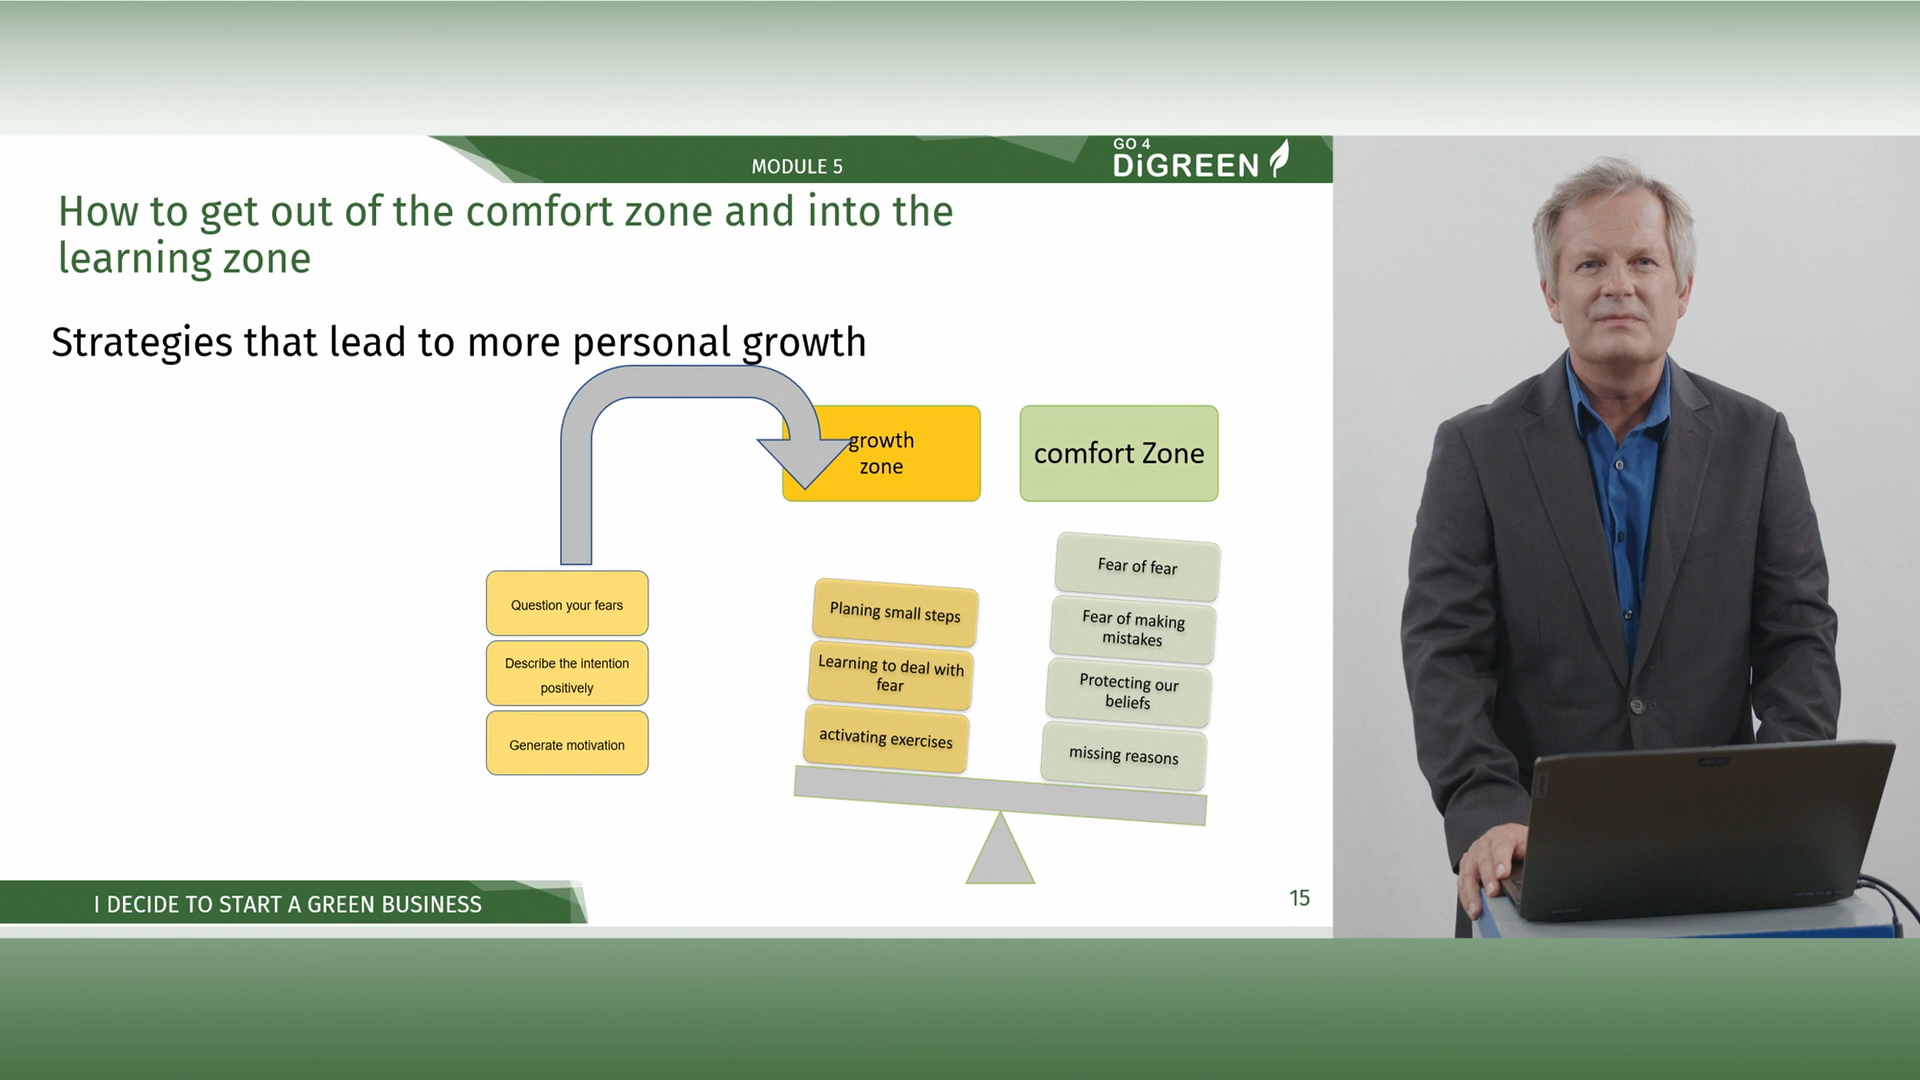 MODULE 5
GO 4
DiGREEN
How to get out of the comfort zone and into the
learning zone
Strategies that lead to more personal growth
growth
zone
comfort Zone
Question your fears
Describe the intention
positively
Generate motivation
Planing small steps
Learning to deal with
fear
activating exercises
Fear of fear
Fear of making
mistakes
Protecting our
beliefs
missing reasons
I DECIDE TO START A GREEN BUSINESS
15